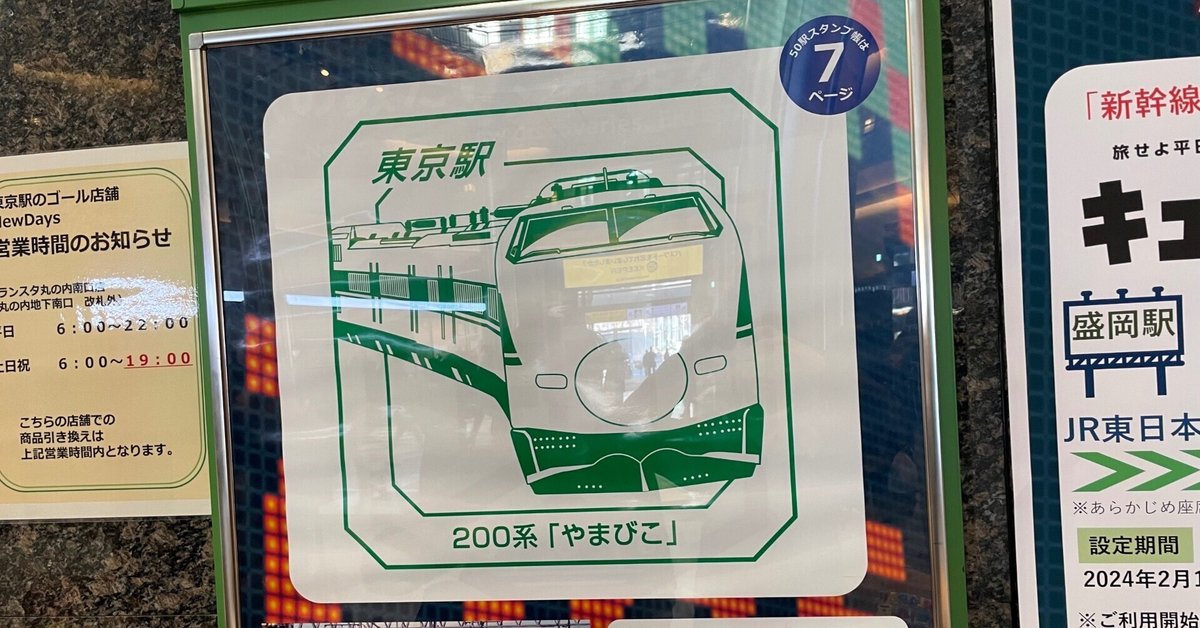 東京駅のゴール店舗
NewDays
営業時間のお知らせ
ランスタ丸の内南口店
丸の内地下南口 改札外)
平日 6:00~22:00
土日祝 6:00~19:00
こちらの店舗での
商品引き換えは
上記営業時間内となります。
50駅スタンプ帳は
7
ページ
東京駅
200系「やまびこ」
「新幹線
旅せよ平日
キュ
盛岡駅
JR東日本
※あらかじめ座席
設定期間
2024年2月1
※ご利用開始